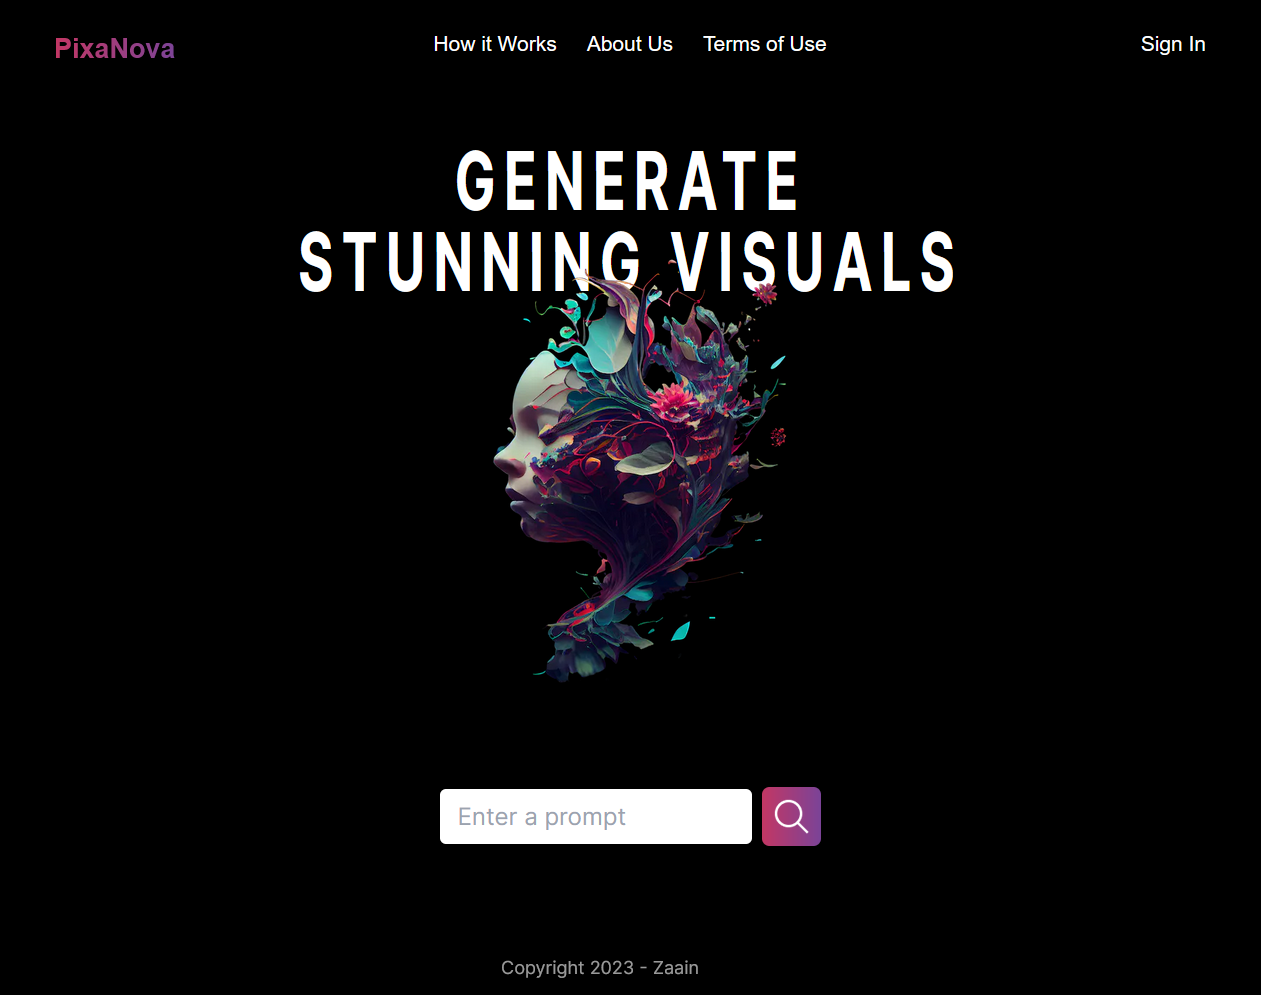 PixaNova
How it Works About Us Terms of Use
Sign In
GENERATE
STUNNING VISUALS
Enter a prompt
Copyright 2023 - Zaain